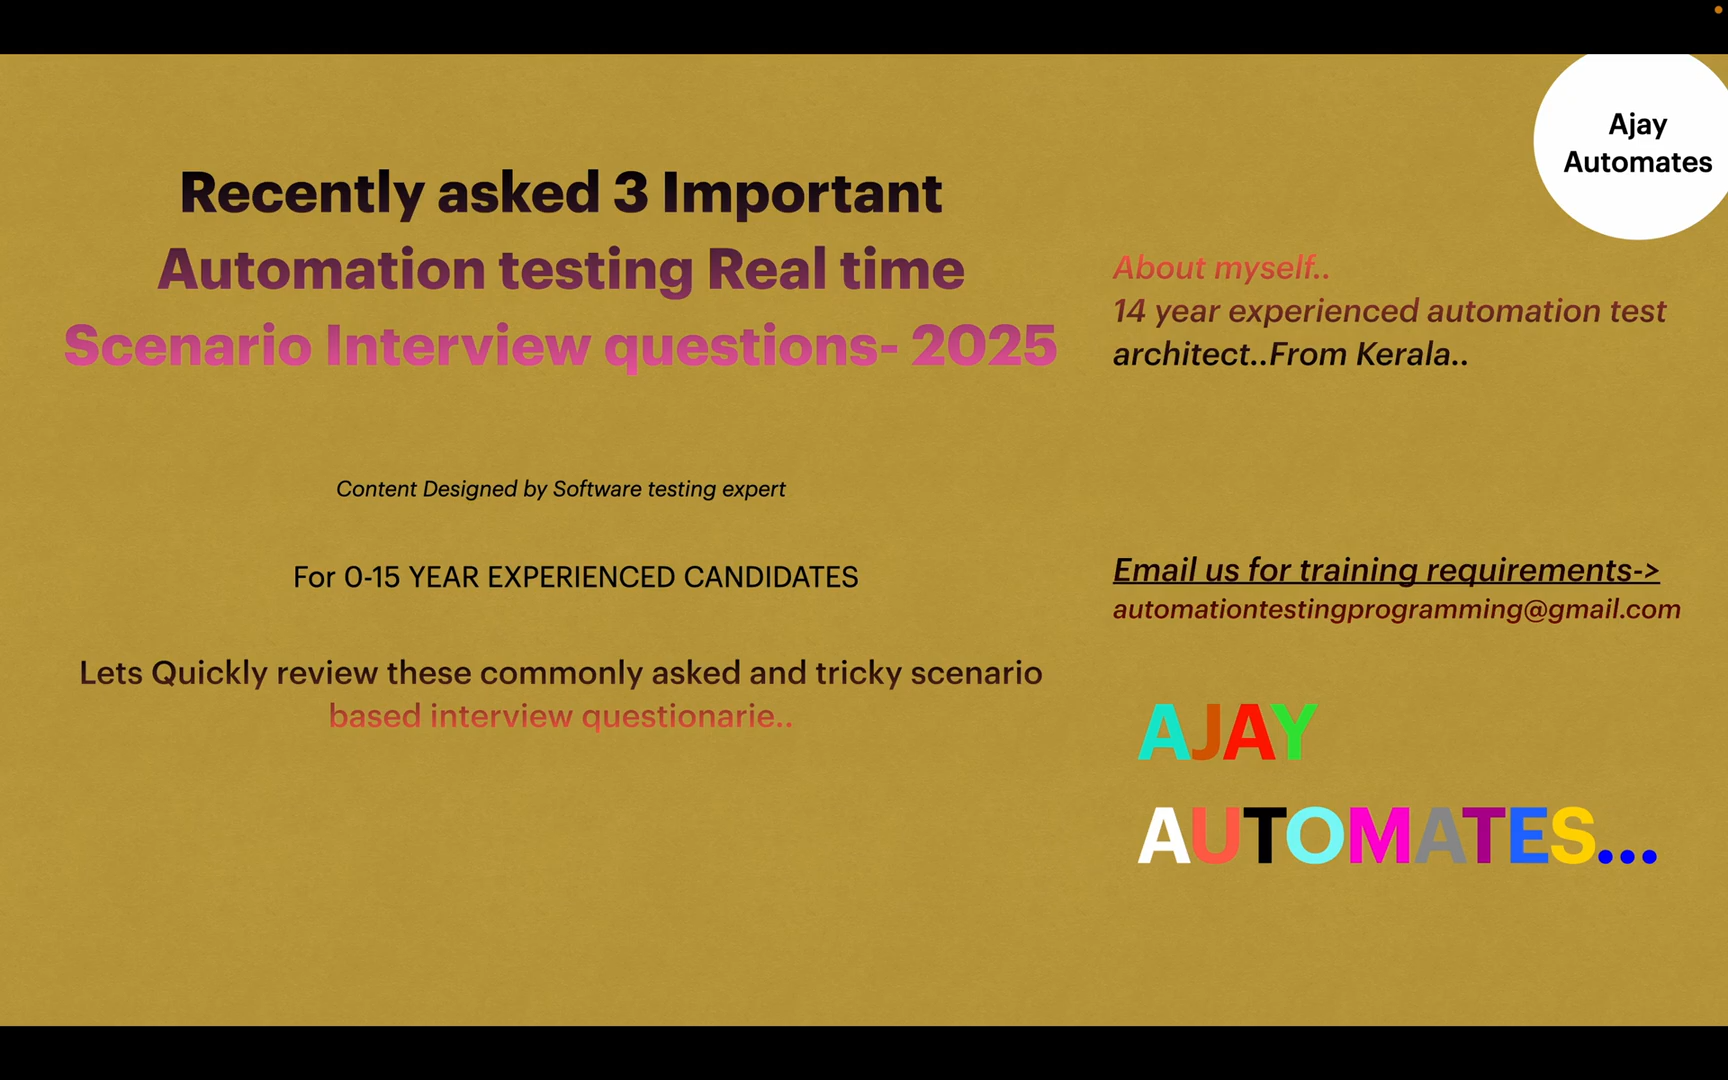 Ajay
Automates
Recently asked 3 Important
Automation testing Real time
Scenario Interview questions- 2025
About myself..
14 year experienced automation test
architect..From Kerala..
Content Designed by Software testing expert
For 0-15 YEAR EXPERIENCED CANDIDATES
Email us for training requirements->
automationtestingprogramming@gmail.com
Lets Quickly review these commonly asked and tricky scenario
based interview questionarie..
AJAY
AUTOMATES...